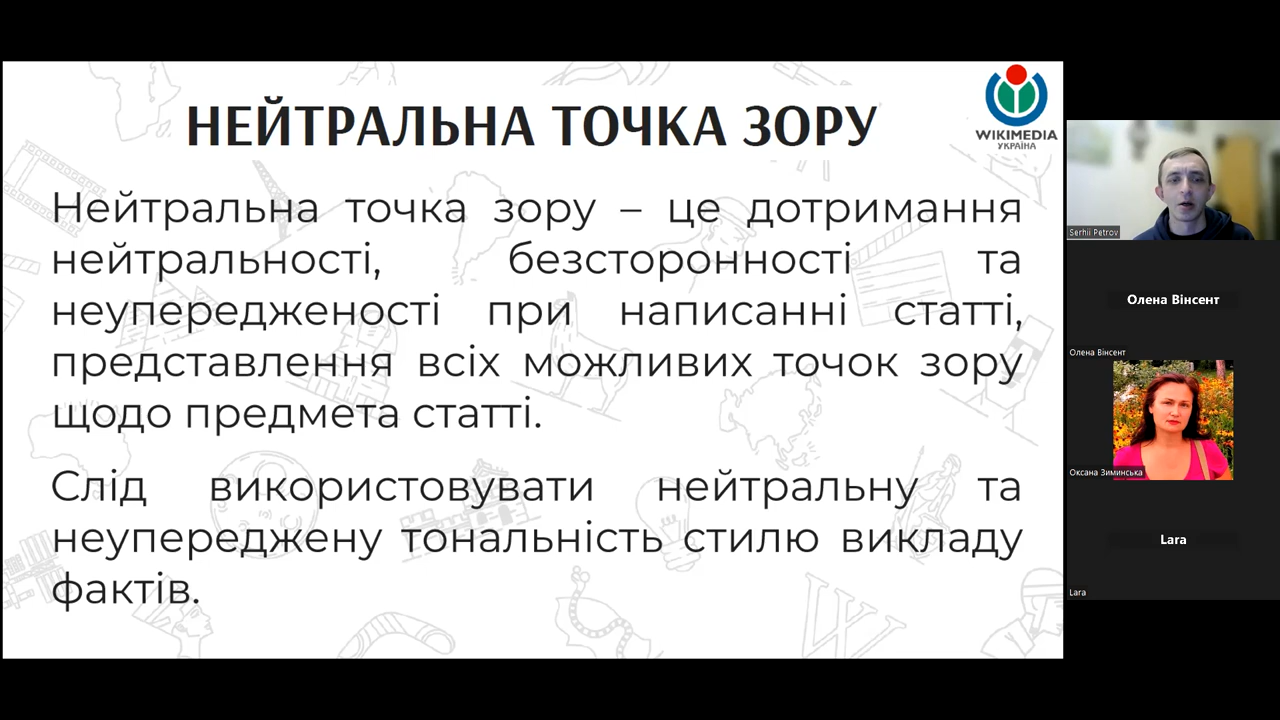 НЕЙТРАЛЬНА ТОЧКА ЗОРУ
WIKIMEDIA
УКРАЇНА
Нейтральна точка зору – це дотримання
нейтральності, безсторонності та
неупередженості при написанні статті,
представлення всіх можливих точок зору
щодо предмета статті.
Слід використовувати нейтральну та
неупереджену тональність стилю викладу
фактів.
Serhii Petrov
Олена Вінсент
Олена Вінсент
Оксана Зиминська
Lara
Lara